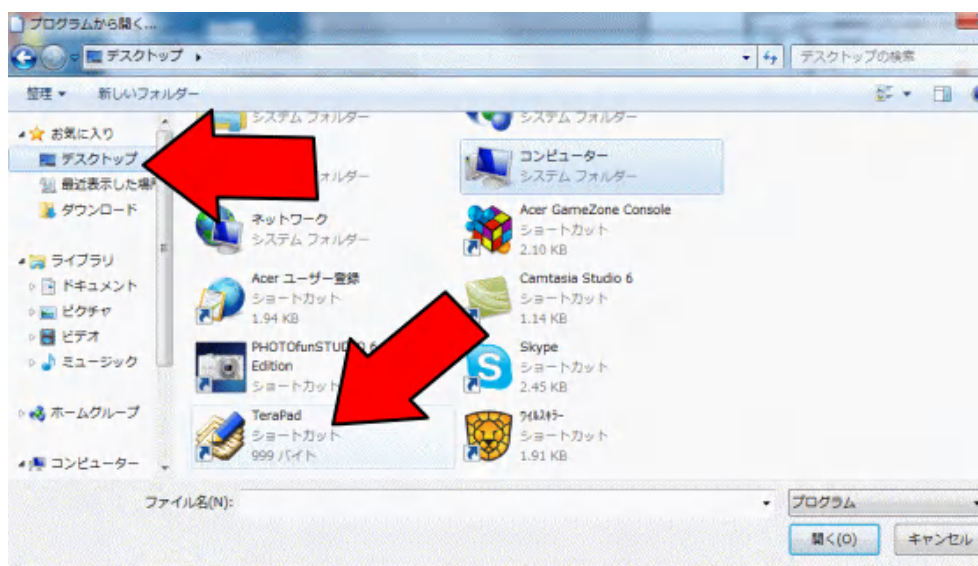 プログラムから開く...
デスクトップ
デスクトップの検索
整理
新しいフォルダー
お気に入り
デスクトップ
最近表示した場所
ダウンロード
ライブラリ
ドキュメント
ピクチャ
ビデオ
ミュージック
ホームグループ
コンピューター
システム フォルダー
システム フォルダー
ォルダー
コンピューター
システム フォルダー
ネットワーク
システム フォルダー
Acer GameZone Console
ショートカット
2.10 KB
Acer ユーザー登録
ショートカット
1.94 KB
Camtasia Studio 6
ショートカット
1.14 KB
PHOTOfunSTUDIO 6
Edition
ショートカット
Skype
ショートカット
2.45 KB
TeraPad
ショートカット
999 バイト
ウイルスキラー
ショートカット
1.91 KB
ファイル名(N):
プログラム
開く(O)
キャンセル